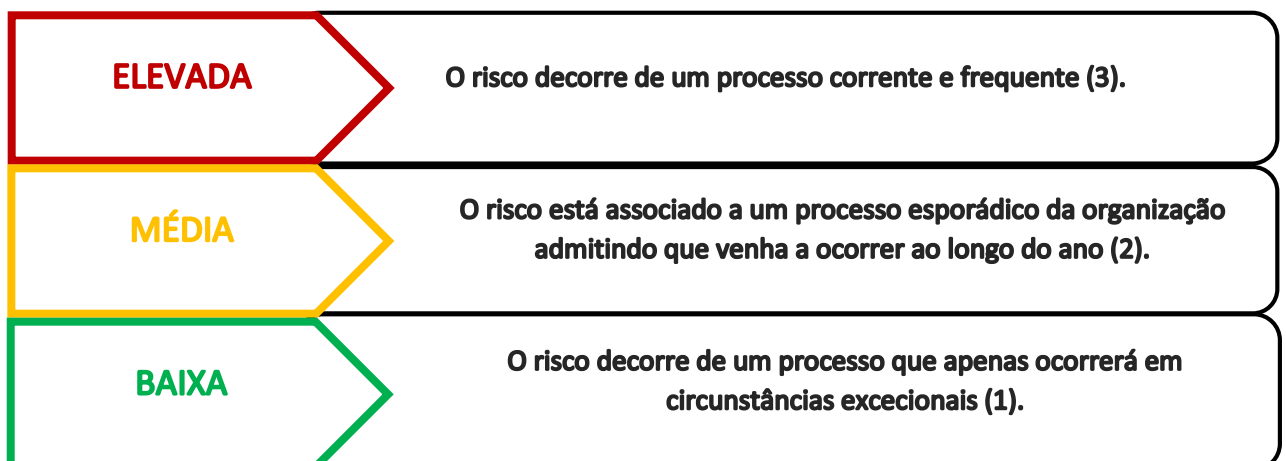 ELEVADA
O risco decorre de um processo corrente e frequente (3).
MÉDIA
O risco está associado a um processo esporádico da organização
admitindo que venha a ocorrer ao longo do ano (2).
BAIXA
O risco decorre de um processo que apenas ocorrerá em
circunstâncias excecionais (1).